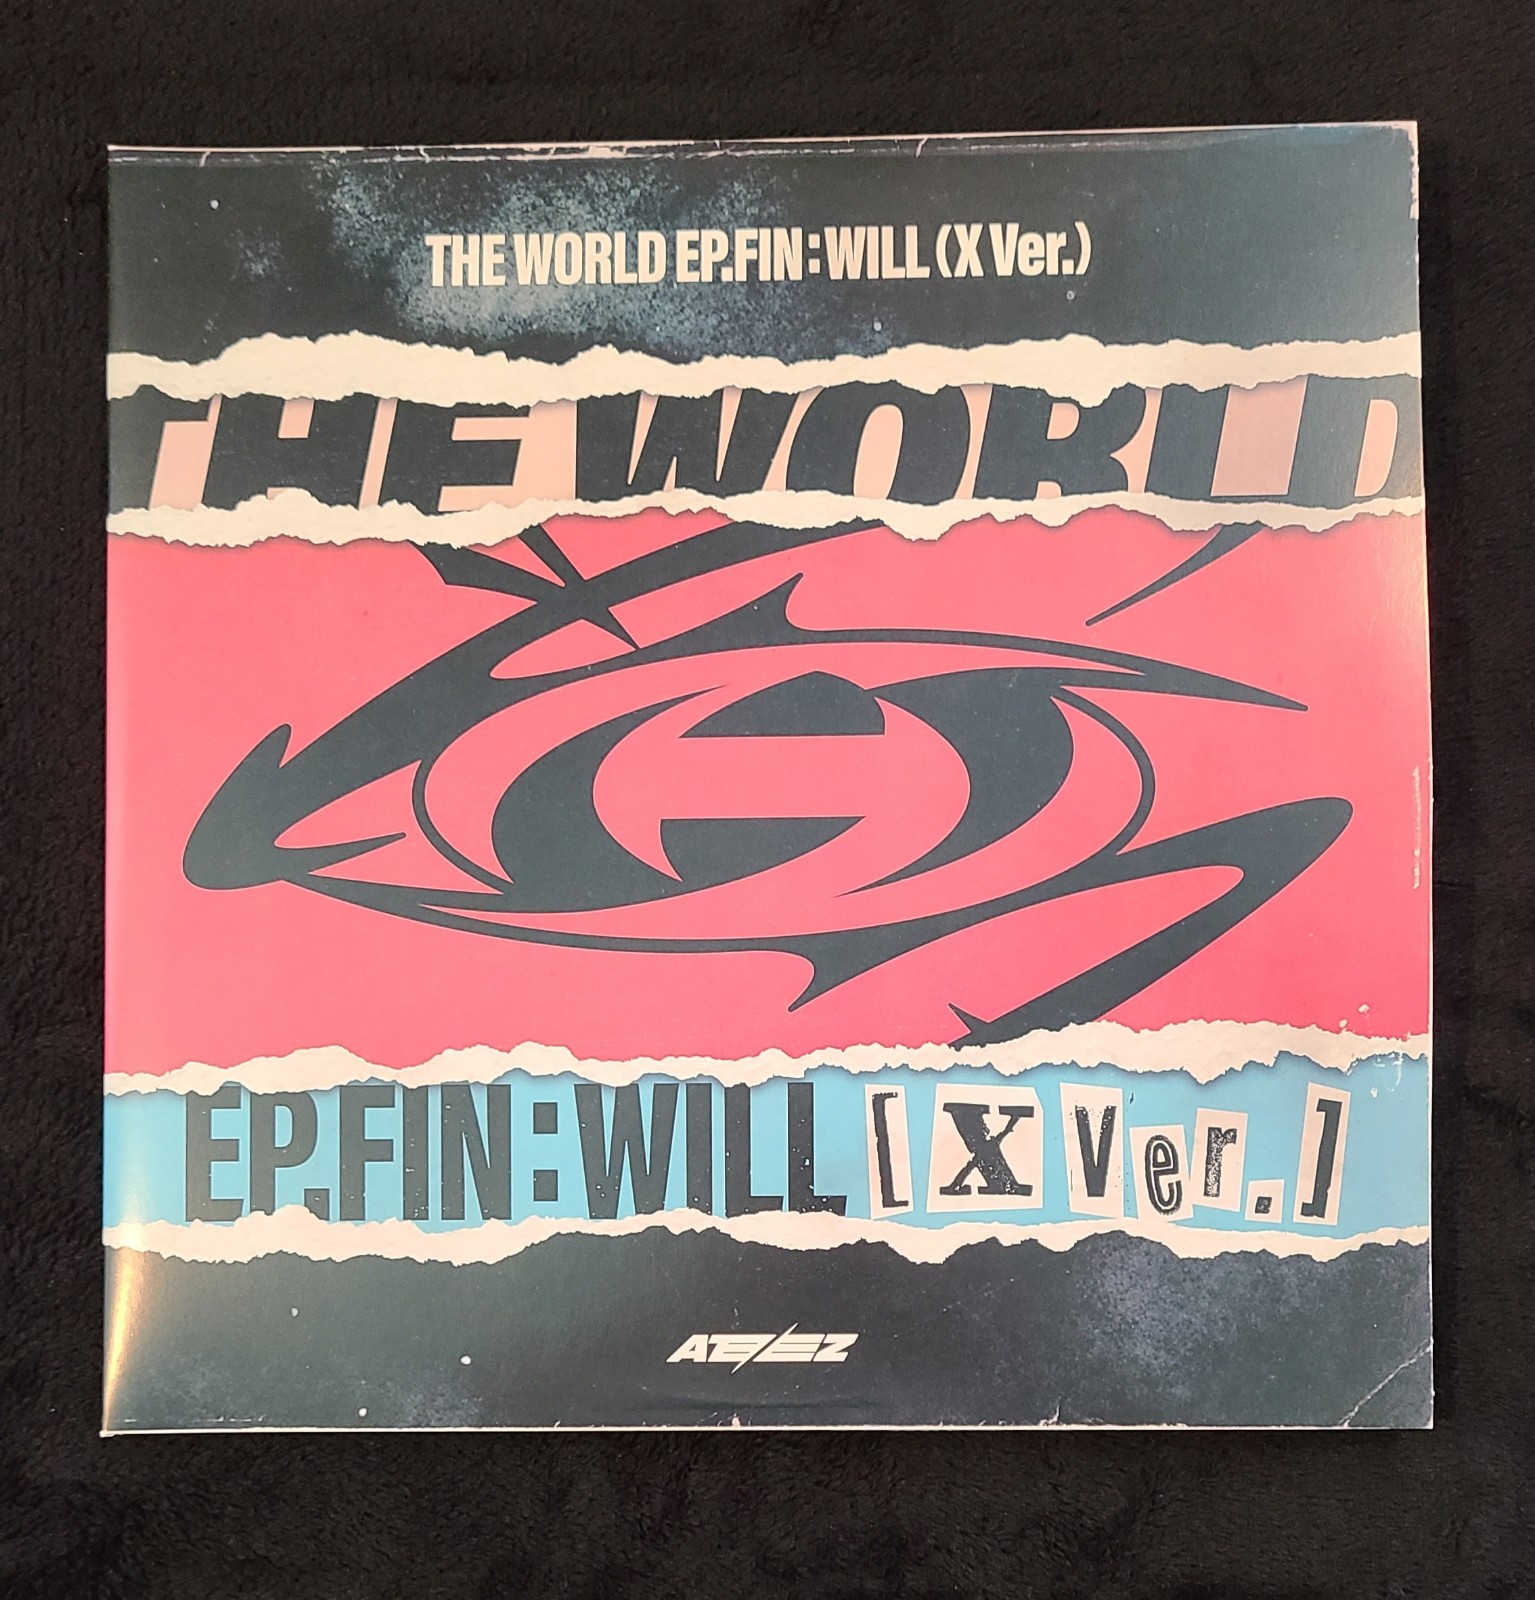 THE WORLD EP.FIN:WILL (X Ver.)
THE WORLD
EP.FIN:WILL [X Ver.]
ATEEZ